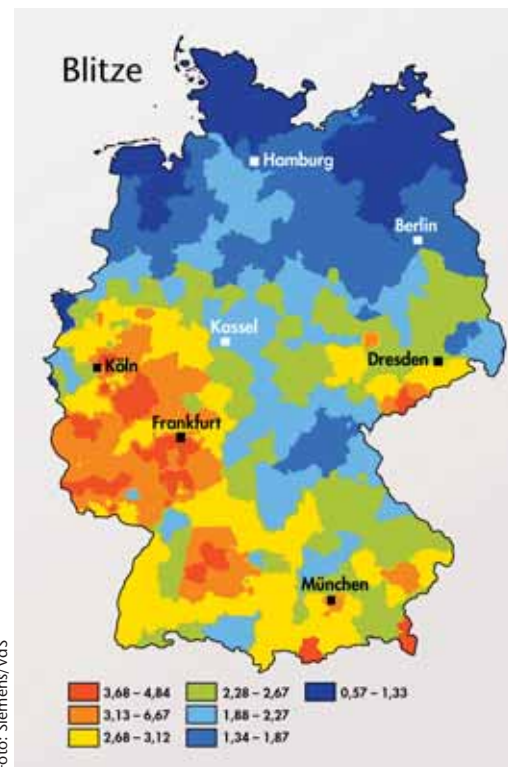 Blitze
Hamburg
Berlin
Kassel
Köln
Dresden
Frankfurt
München
3,68 – 4,84
2,28 – 2,67
0,57 – 1,33
3,13 – 6,67
1,88 – 2,27
2,68 – 3,12
1,34 – 1,87
Foto: Siemens/VdS